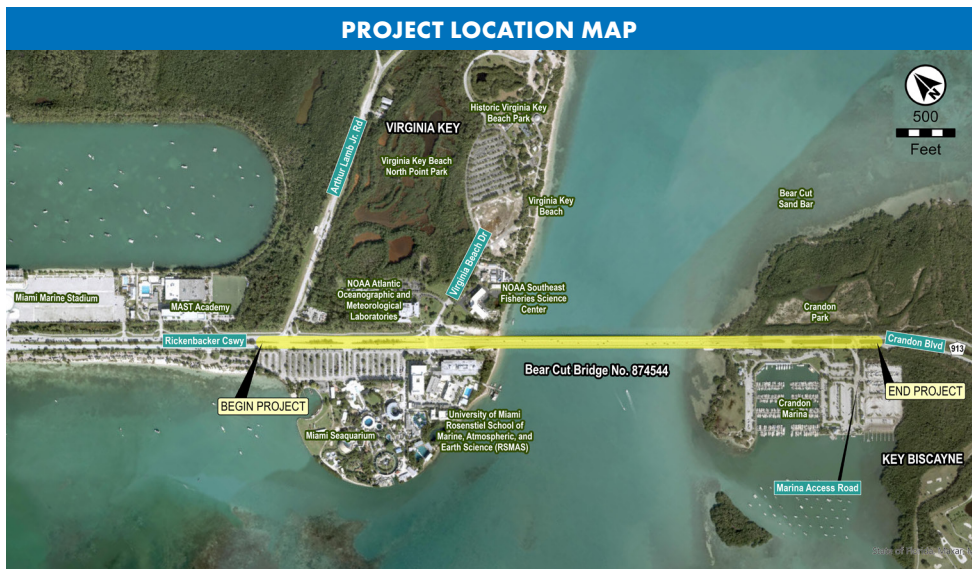 PROJECT LOCATION MAP
500
Feet
Historic Virginia Key
Beach Park
VIRGINIA KEY
Arthur Lamb Jr. Rd
Virginia Key Beach
North Point Park
Virginia Key
Beach
Bear Cut
Sand Bar
Virginia Beach Dr
NOAA Atlantic
Oceanographic and
Meteorological
Laboratories
NOAA Southeast
Fisheries Science
Center
Miami Marine Stadium
MAST Academy
Crandon
Park
Rickenbacker Cswy
Crandon Blvd
913
Bear Cut Bridge No. 874544
BEGIN PROJECT
END PROJECT
Crandon
Marina
Miami Seaquarium
University of Miami
Rosenstiel School of
Marine, Atmospheric, and
Earth Science (RSMAS)
KEY BISCAYNE
Marina Access Road
State of